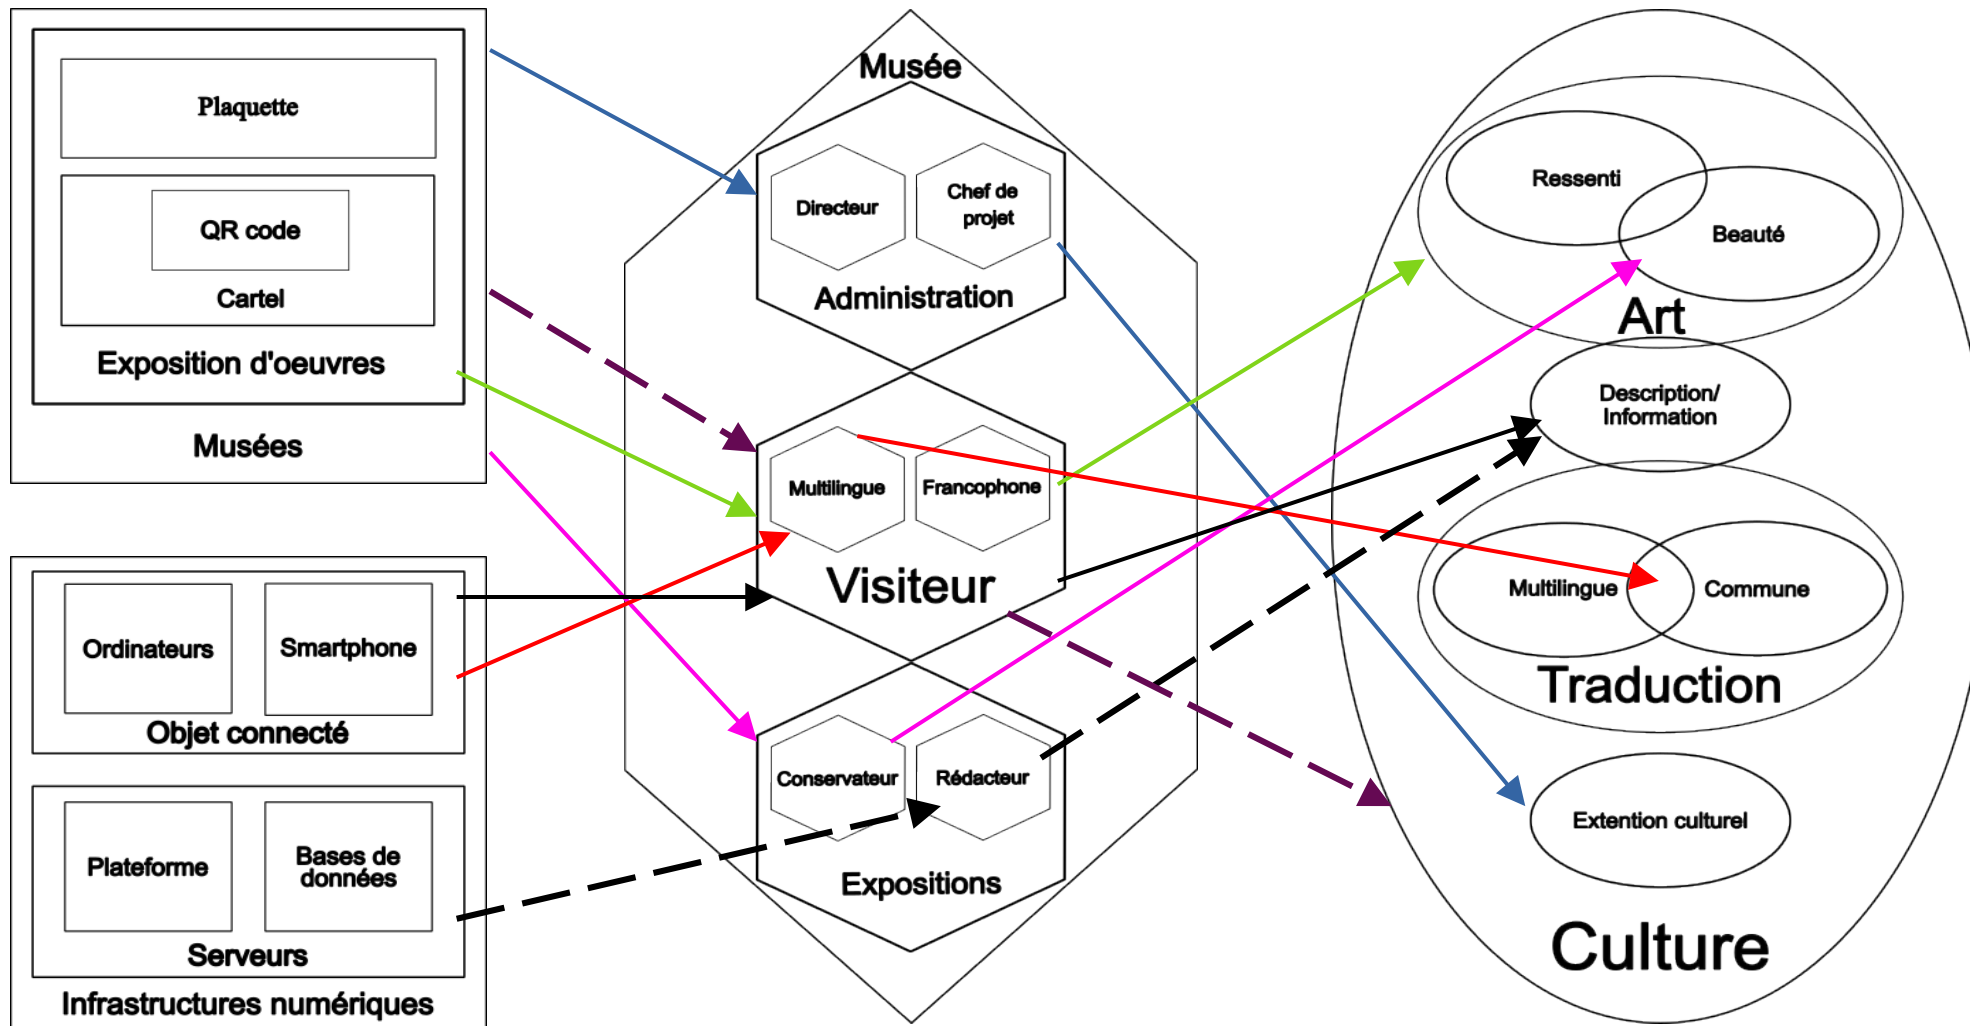 Plaquette
QR code
Cartel
Exposition d'oeuvres
Musées
Ordinateurs
Smartphone
Objet connecté
Plateforme
Bases de
données
Serveurs
Infrastructures numériques
Musée
Directeur
Chef de
projet
Administration
Multilingue
Francophone
Visiteur
Conservateur
Rédacteur
Expositions
Ressenti
Beauté
Art
Description/
Information
Multilingue
Commune
Traduction
Extention culturel
Culture